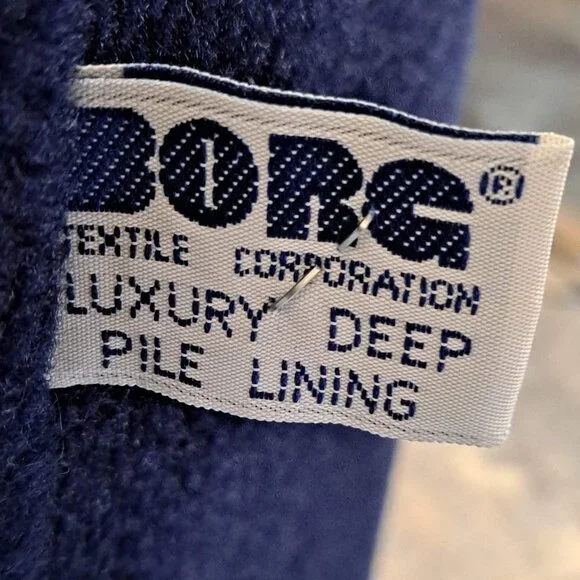 BORG®
TEXTILE CORPORATION
LUXURY DEEP
PILE LINING